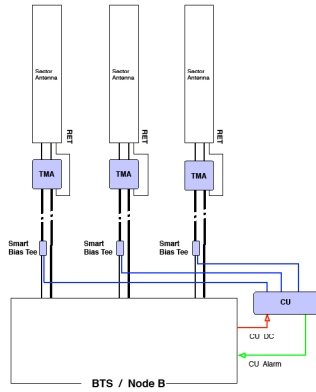 Sector
Antenna
Sector
Antenna
Sector
Antenna
RET
RET
RET
TMA
TMA
TMA
Smart
Bias Tee
Smart
Bias Tee
Smart
Bias Tee
CU
CU DC
CU Alarm
BTS / Node B